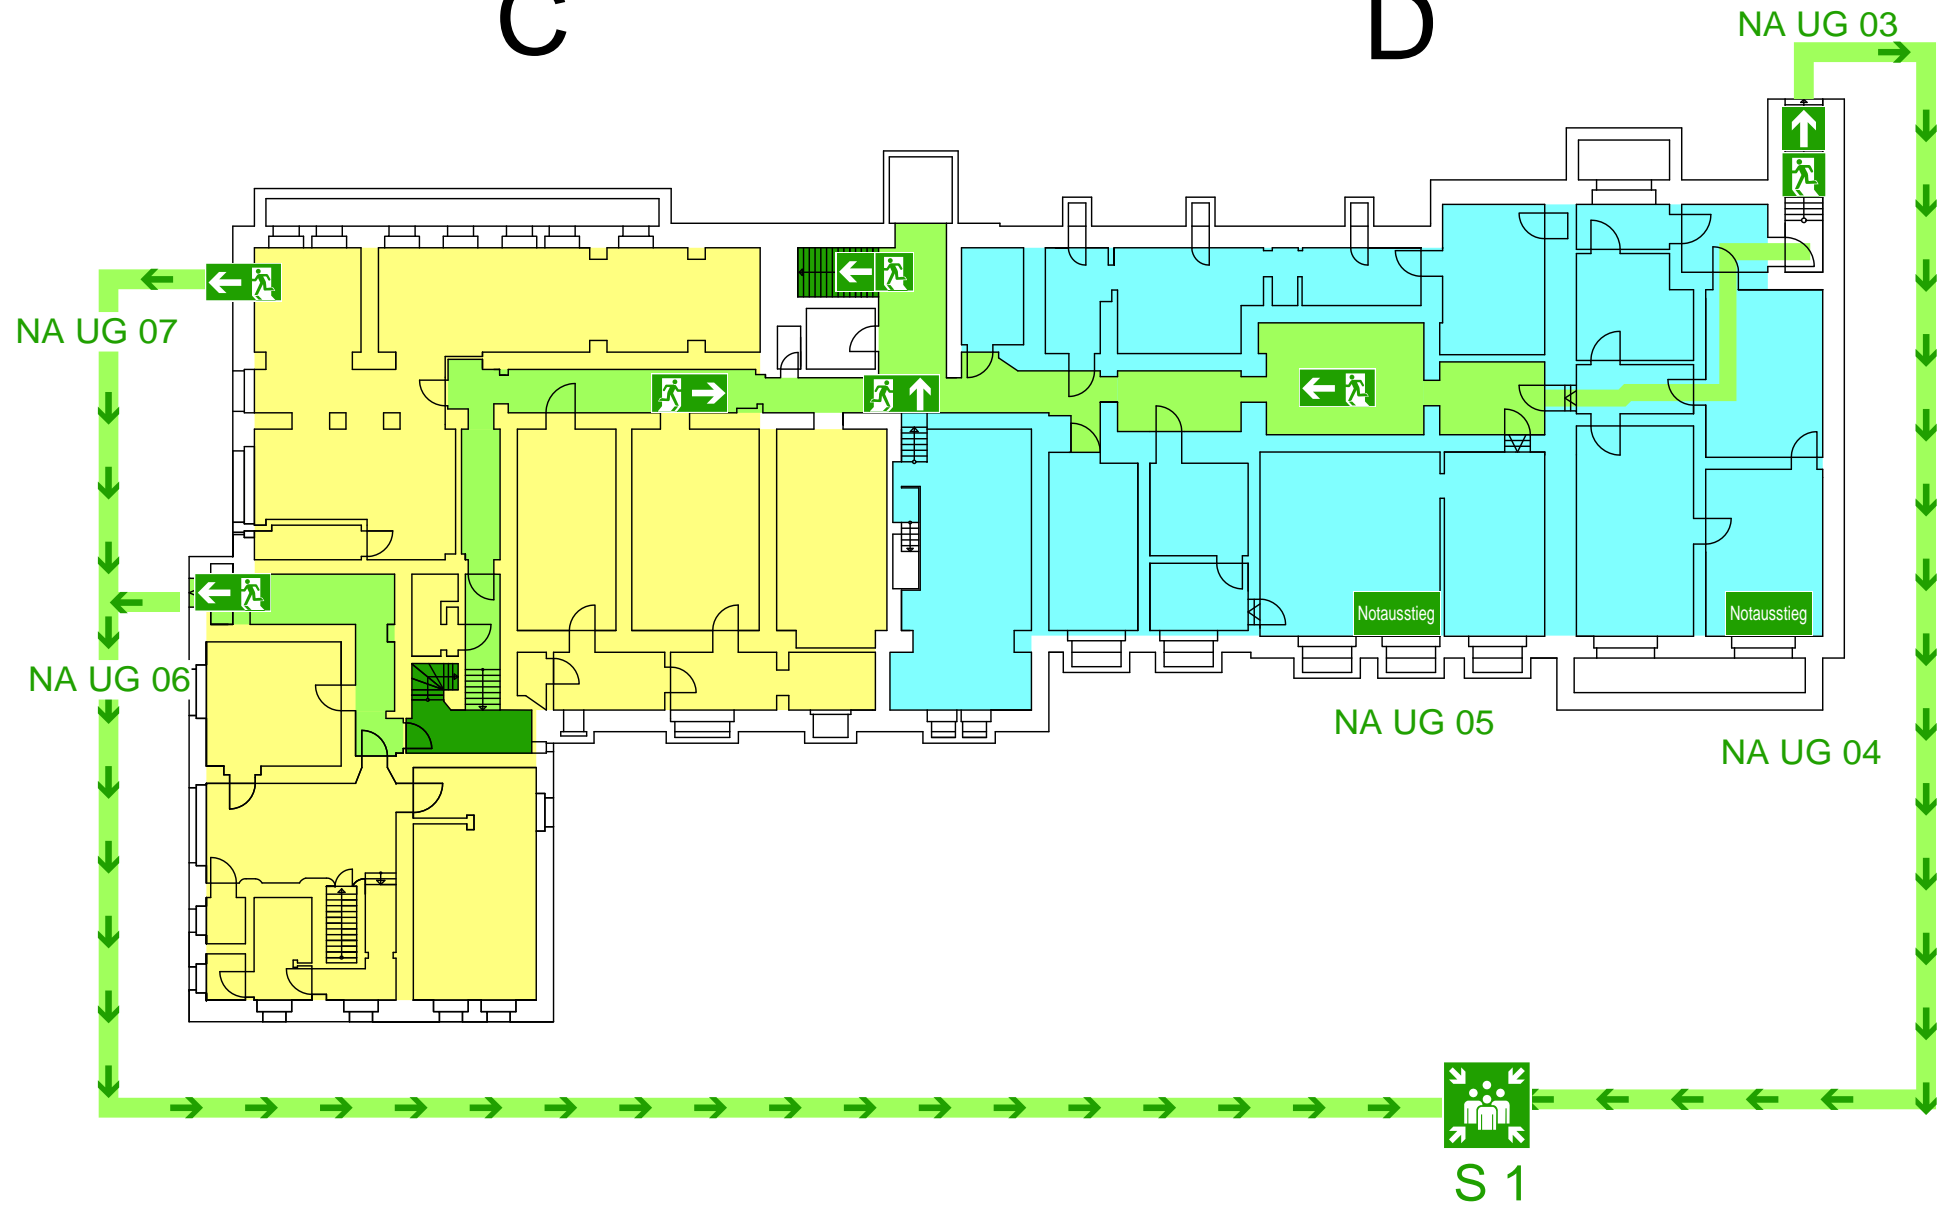 C
D
NA UG 03
NA UG 07
Notausstieg
Notausstieg
NA UG 06
NA UG 05
NA UG 04
S 1